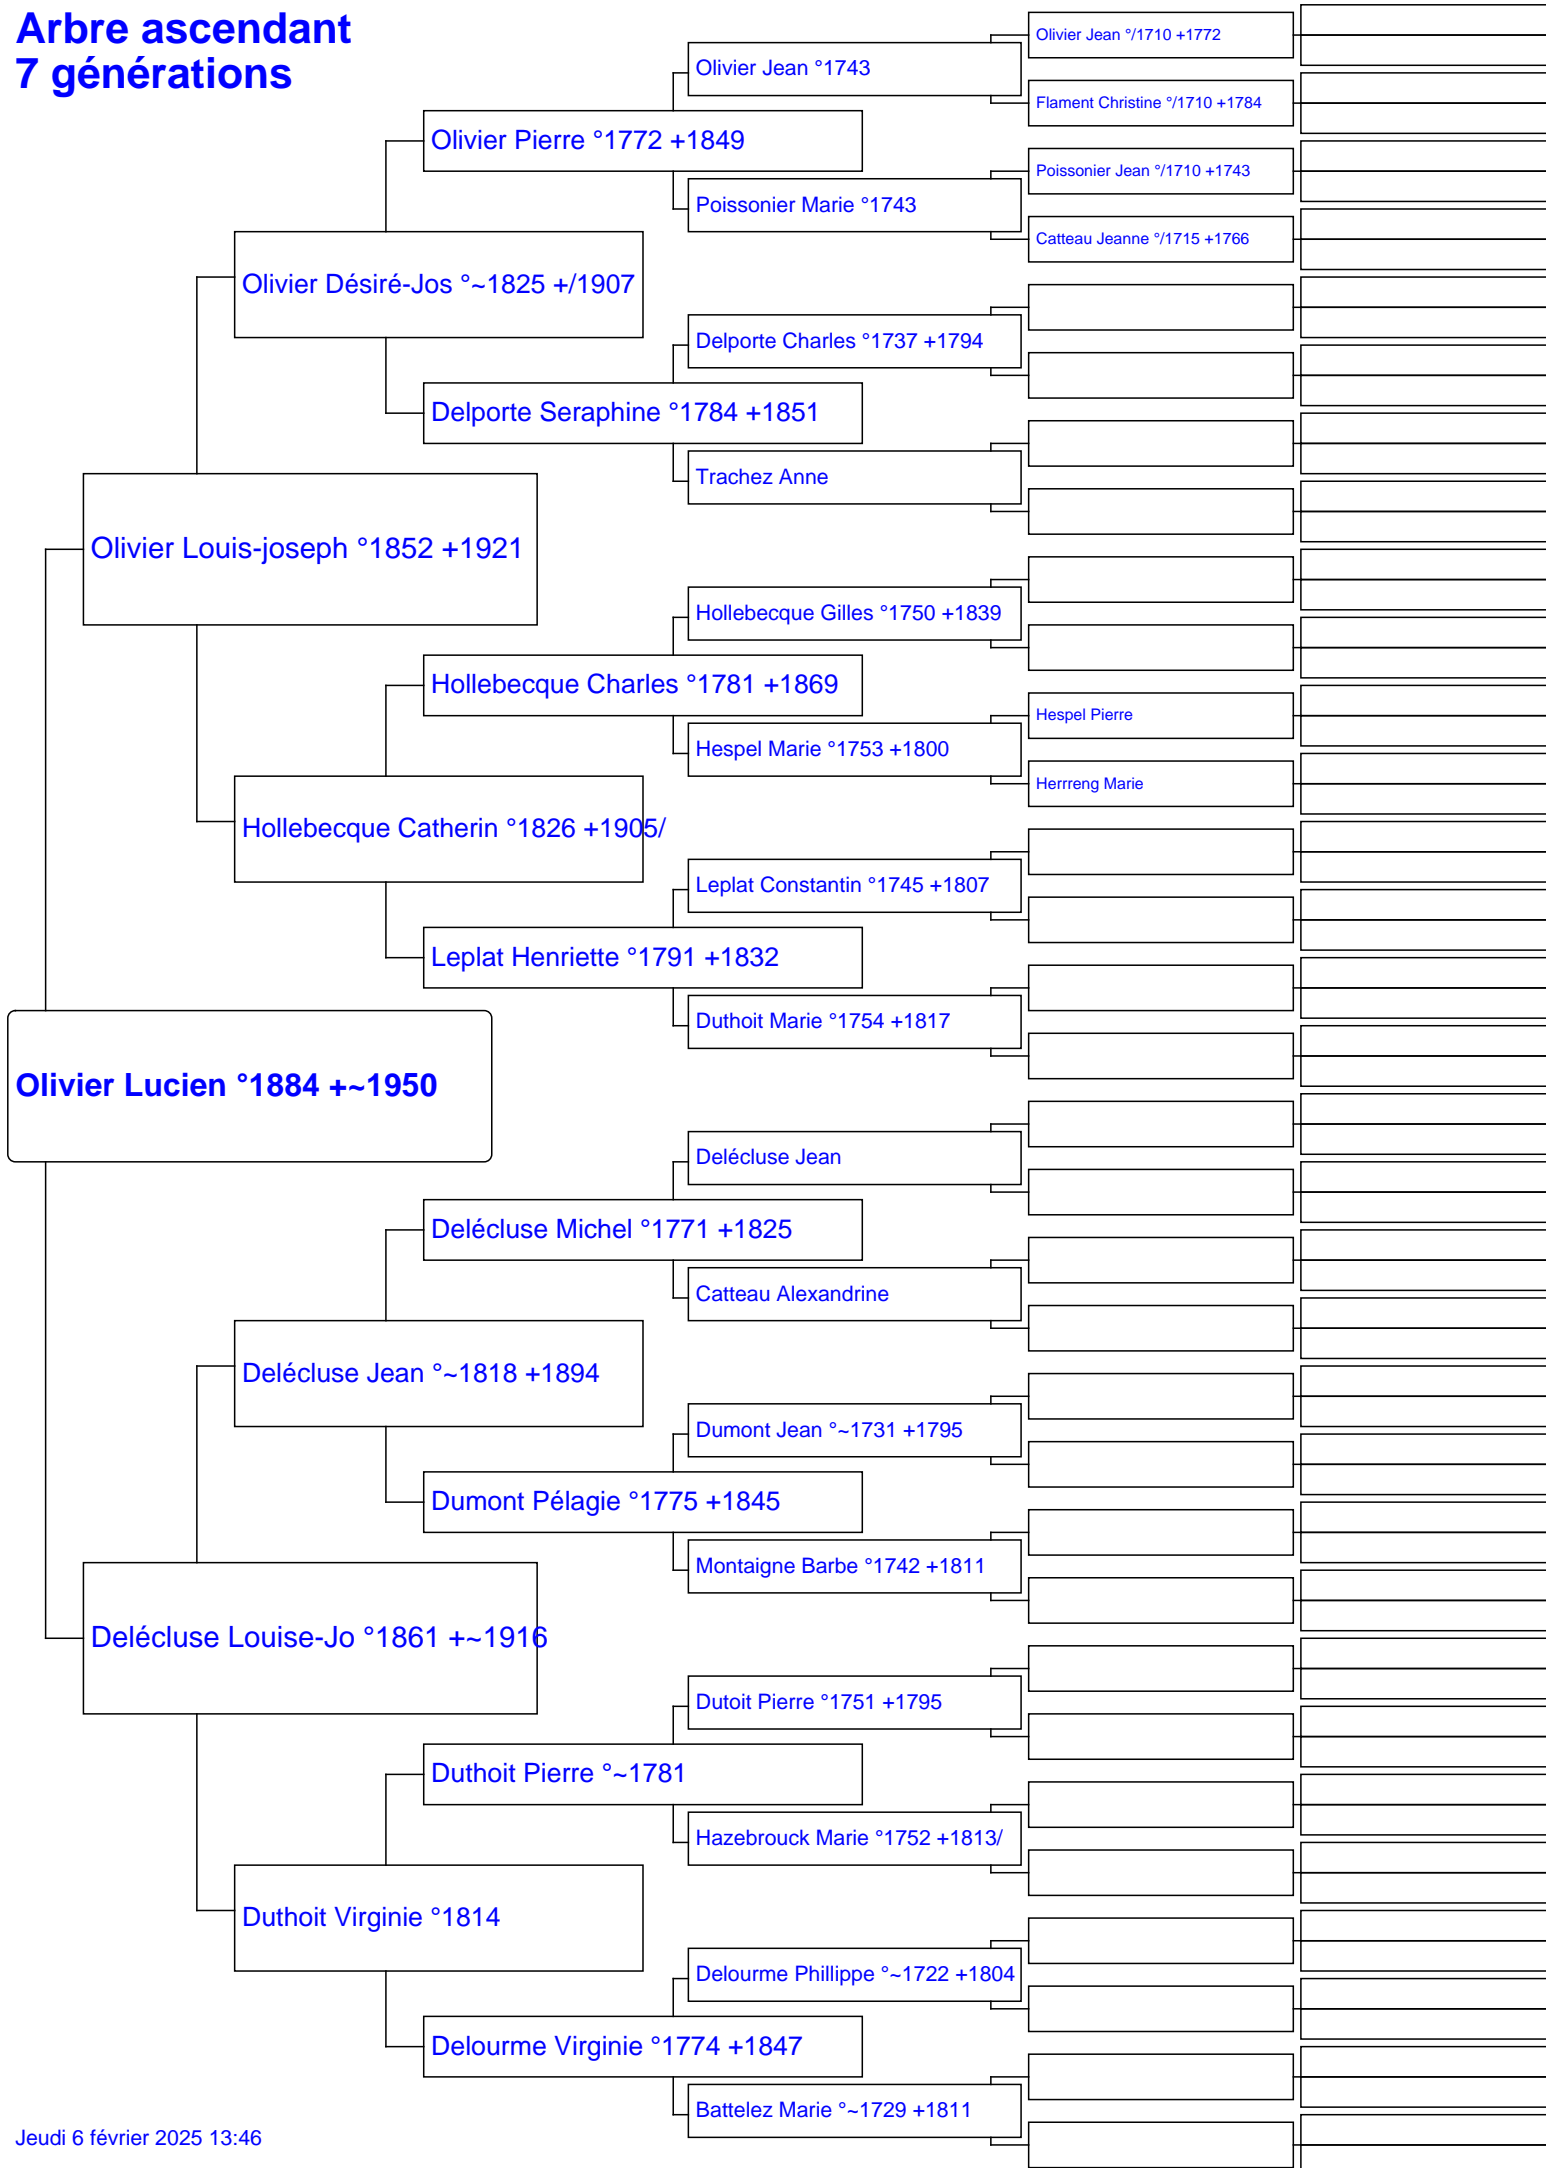 Arbre ascendant
7 générations
Olivier Jean °/1710 +1772
Olivier Jean °1743
Flament Christine °/1710 +1784
Olivier Pierre °1772 +1849
Poissonier Jean °/1710 +1743
Poissonier Marie °1743
Catteau Jeanne °/1715 +1766
Olivier Désiré-Jos °~1825 +/1907
Delporte Charles °1737 +1794
Delporte Seraphine °1784 +1851
Trachez Anne
Olivier Louis-joseph °1852 +1921
Hollebecque Gilles °1750 +1839
Hollebecque Charles °1781 +1869
Hespel Pierre
Hespel Marie °1753 +1800
Herrreng Marie
Hollebecque Catherin °1826 +1905/
Leplat Constantin °1745 +1807
Leplat Henriette °1791 +1832
Duthoit Marie °1754 +1817
Olivier Lucien °1884 +~1950
Delécluse Jean
Delécluse Michel °1771 +1825
Catteau Alexandrine
Delécluse Jean °~1818 +1894
Dumont Jean °~1731 +1795
Dumont Pélagie °1775 +1845
Montaigne Barbe °1742 +1811
Delécluse Louise-Jo °1861 +~1916
Dutoit Pierre °1751 +1795
Duthoit Pierre °~1781
Hazebrouck Marie °1752 +1813/
Duthoit Virginie °1814
Delourme Phillippe °~1722 +1804
Delourme Virginie °1774 +1847
Battelez Marie °~1729 +1811
Jeudi 6 février 2025 13:46